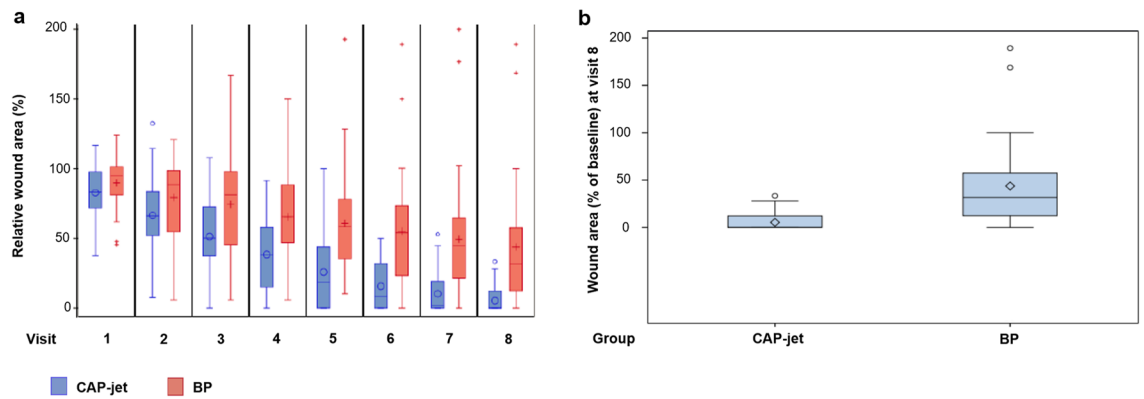 a
Relative wound area (%)
200
150
100
50
0
Visit 1 2 3 4 5 6 7 8
CAP-jet BP
b
Wound area (% of baseline) at visit 8
200
150
100
50
0
Group CAP-jet BP